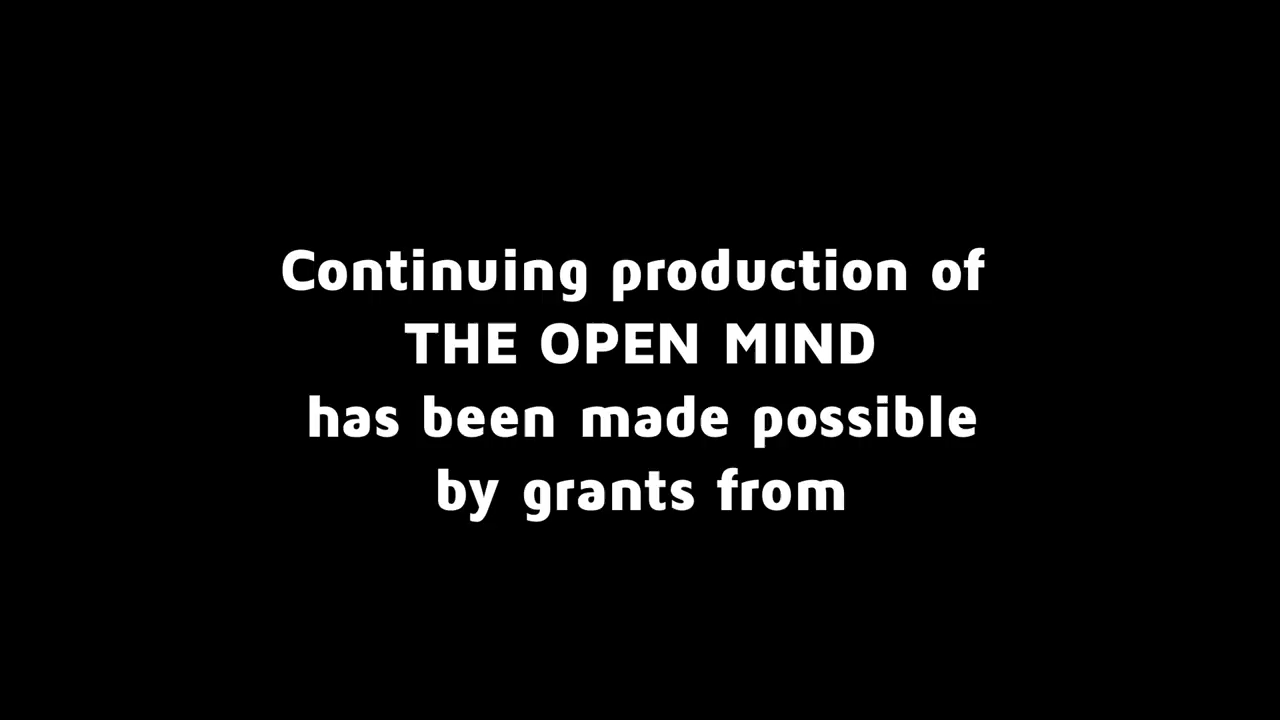 Continuing production of
THE OPEN MIND
has been made possible
by grants from